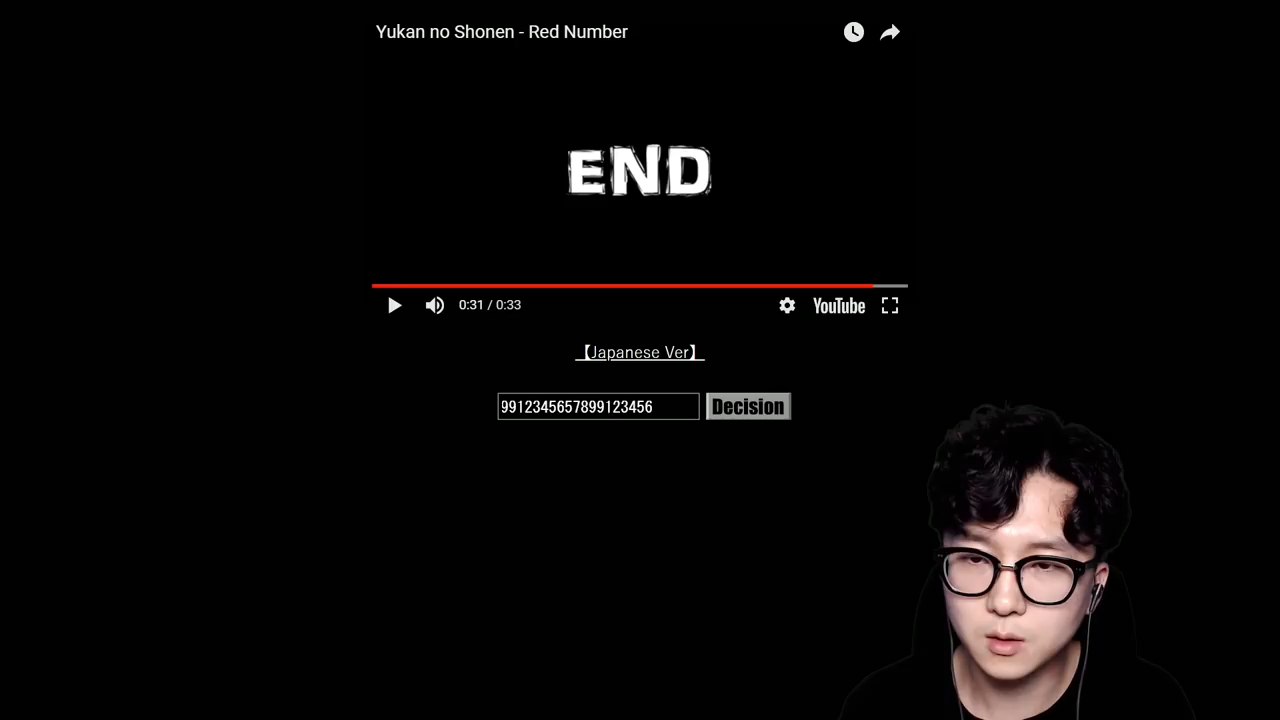 Yukan no Shonen - Red Number
END
0:31 / 0:33
YouTube
【Japanese Ver】
9912345657899123456
Decision